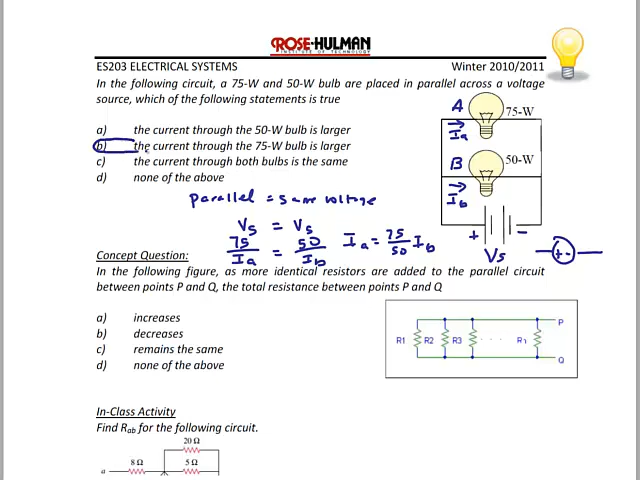 ROSE-HULMAN
INSTITUTE OF TECHNOLOGY
ES203 ELECTRICAL SYSTEMS Winter 2010/2011
In the following circuit, a 75-W and 50-W bulb are placed in parallel across a voltage
source, which of the following statements is true
a) the current through the 50-W bulb is larger
b) the current through the 75-W bulb is larger
c) the current through both bulbs is the same
d) none of the above
A 75-W
Ia
B 50-W
Ib
+ -
Vs
+ -
parallel = same voltage
Vs = Vs
75/Ia = 50/Ib Ia = 75/50 Ib
Concept Question:
In the following figure, as more identical resistors are added to the parallel circuit
between points P and Q, the total resistance between points P and Q
a) increases
b) decreases
c) remains the same
d) none of the above
P
R1 R2 R3 R
Q
In-Class Activity
Find Rab for the following circuit.
20 Ω
8 Ω 5 Ω
a